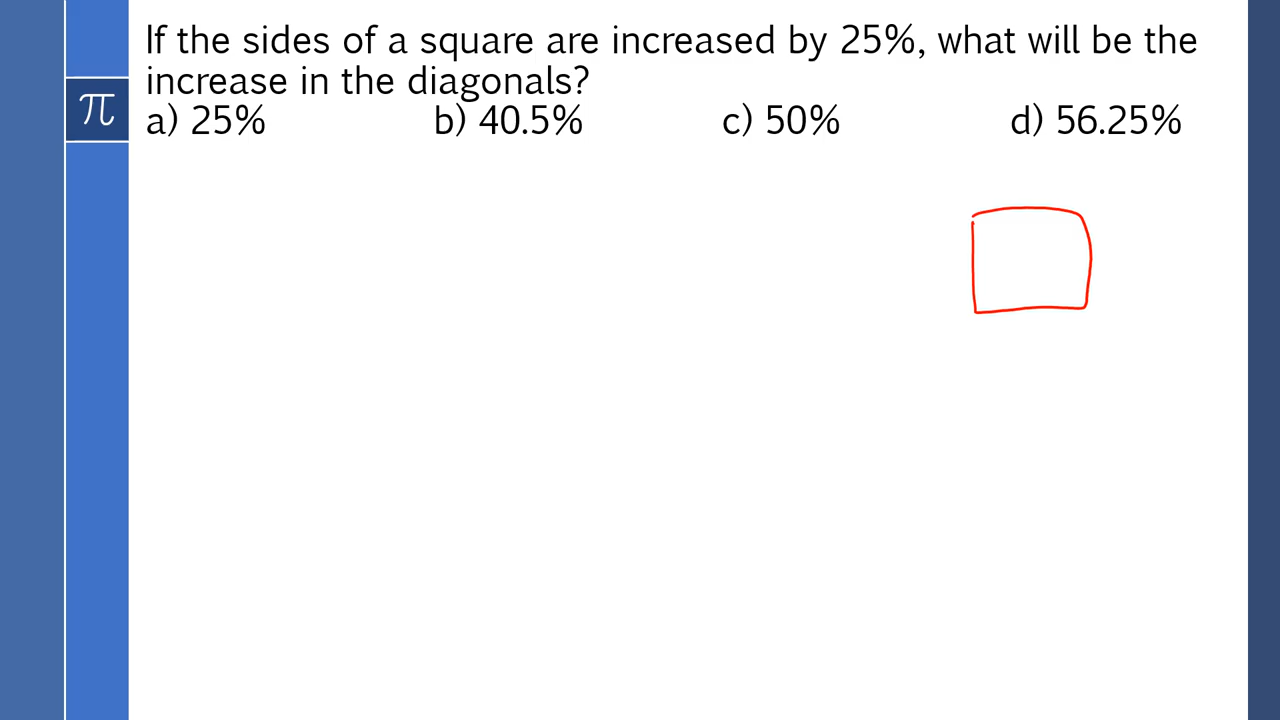 If the sides of a square are increased by 25%, what will be the
increase in the diagonals?
π
a) 25% b) 40.5% c) 50% d) 56.25%